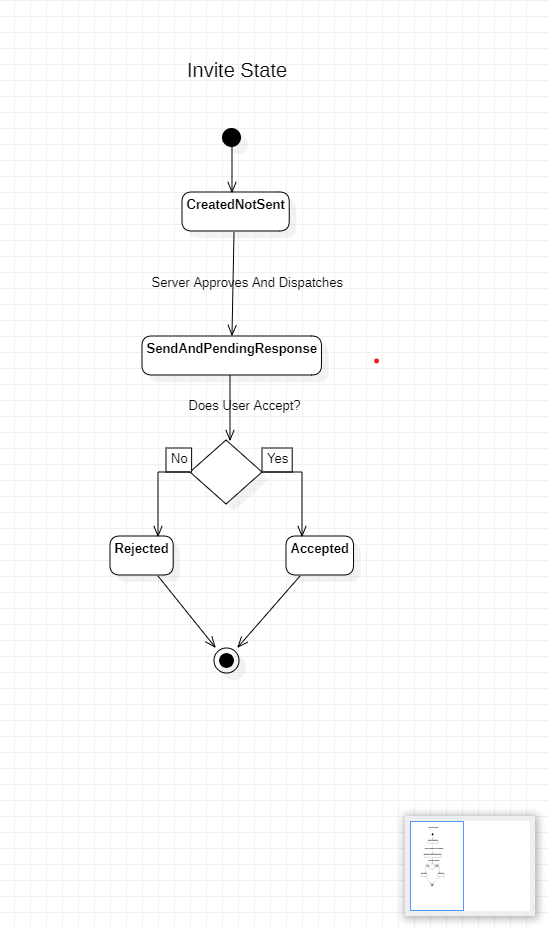 Invite State
CreatedNotSent
Server Approves And Dispatches
SendAndPendingResponse
Does User Accept?
No
Yes
Rejected
Accepted